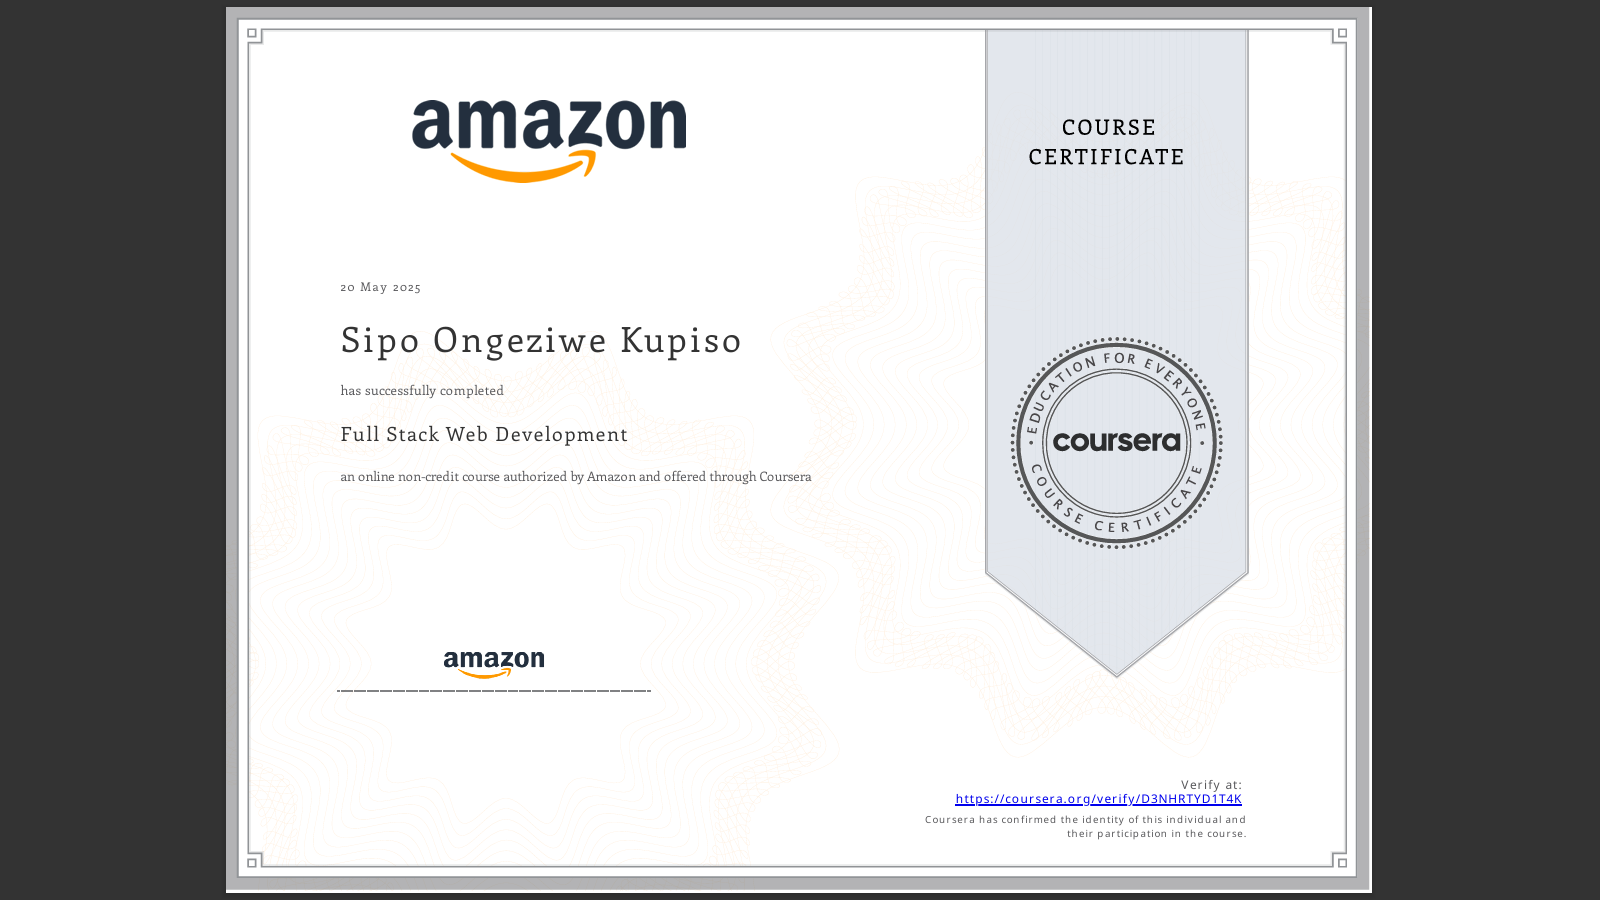 amazon
COURSE
CERTIFICATE
20 May 2025
Sipo Ongeziwe Kupiso
has successfully completed
Full Stack Web Development
an online non-credit course authorized by Amazon and offered through Coursera
EDUCATION FOR EVERYONE
coursera
COURSE CERTIFICATE
amazon
Verify at:
https://coursera.org/verify/D3NHRTYD1T4K
Coursera has confirmed the identity of this individual and
their participation in the course.